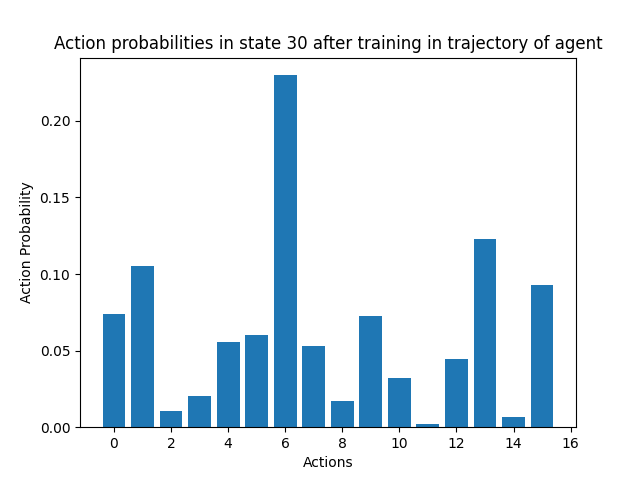 Action probabilities in state 30 after training in trajectory of agent
Action Probability
0.20
0.15
0.10
0.05
0.00
0 2 4 6 8 10 12 14 16
Actions